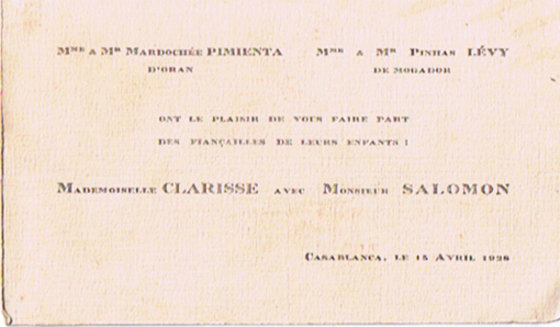 Mme & Mr Mardochée PIMIENTA Mme & Mr Pinhas LÉVY
D'ORAN DE MOGADOR
ONT LE PLAISIR DE VOUS FAIRE PART
DES FIANÇAILLES DE LEURS ENFANTS :
Mademoiselle CLARISSE AVEC Monsieur SALOMON
Casablanca, le 15 Avril 1928